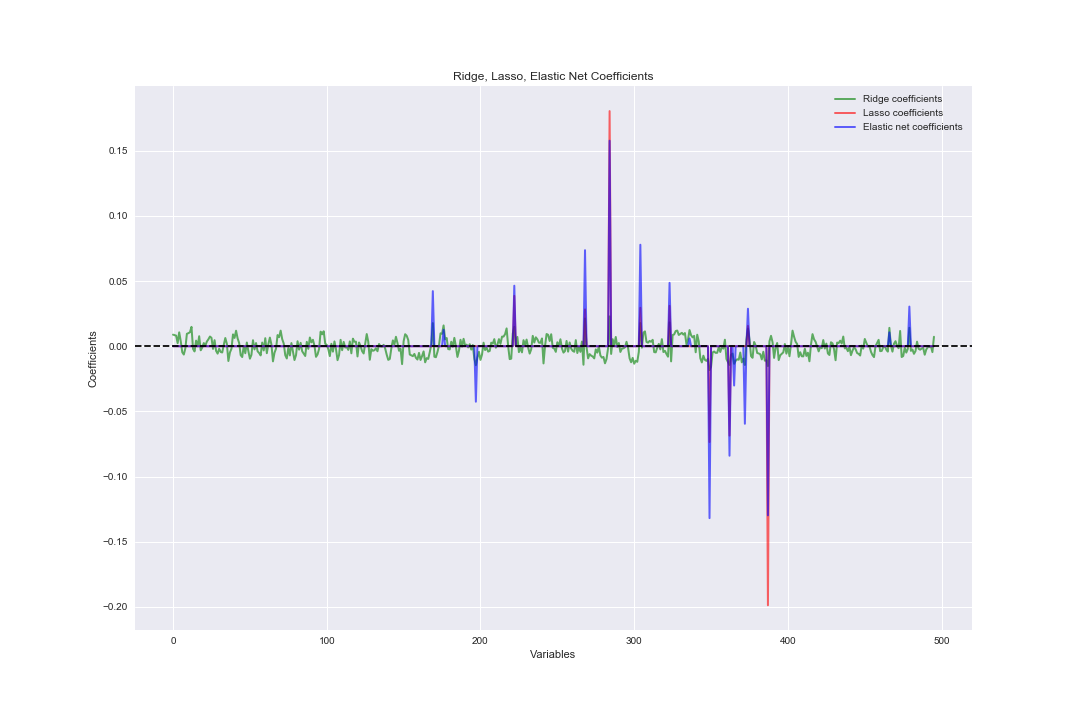 Ridge, Lasso, Elastic Net Coefficients
Ridge coefficients
Lasso coefficients
Elastic net coefficients
0.15
0.10
0.05
0.00
−0.05
−0.10
−0.15
−0.20
Coefficients
0 100 200 300 400 500
Variables